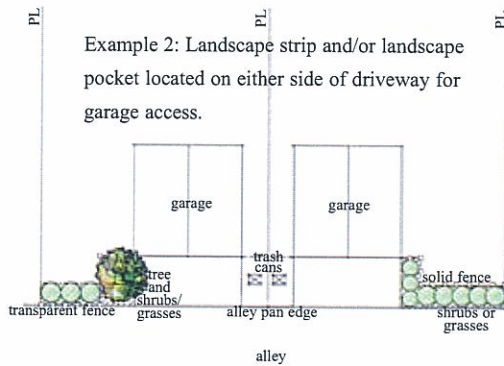 PL
PL
PL
Example 2: Landscape strip and/or landscape
pocket located on either side of driveway for
garage access.
garage
garage
trash
cans
tree
and
shrubs/
grasses
solid fence
transparent fence
alley pan edge
shrubs or
grasses
alley